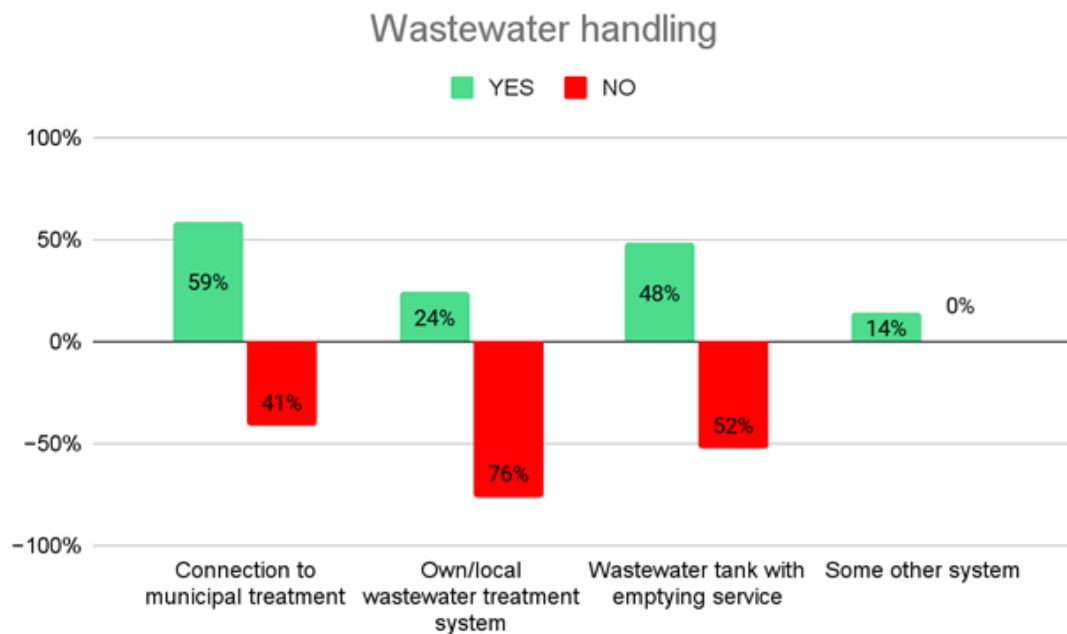 Wastewater handling
YES NO
100%
50%
0%
−50%
−100%
59%
41%
24%
76%
48%
52%
14%
0%
Connection to
municipal treatment
Own/local
wastewater treatment
system
Wastewater tank with
emptying service
Some other system